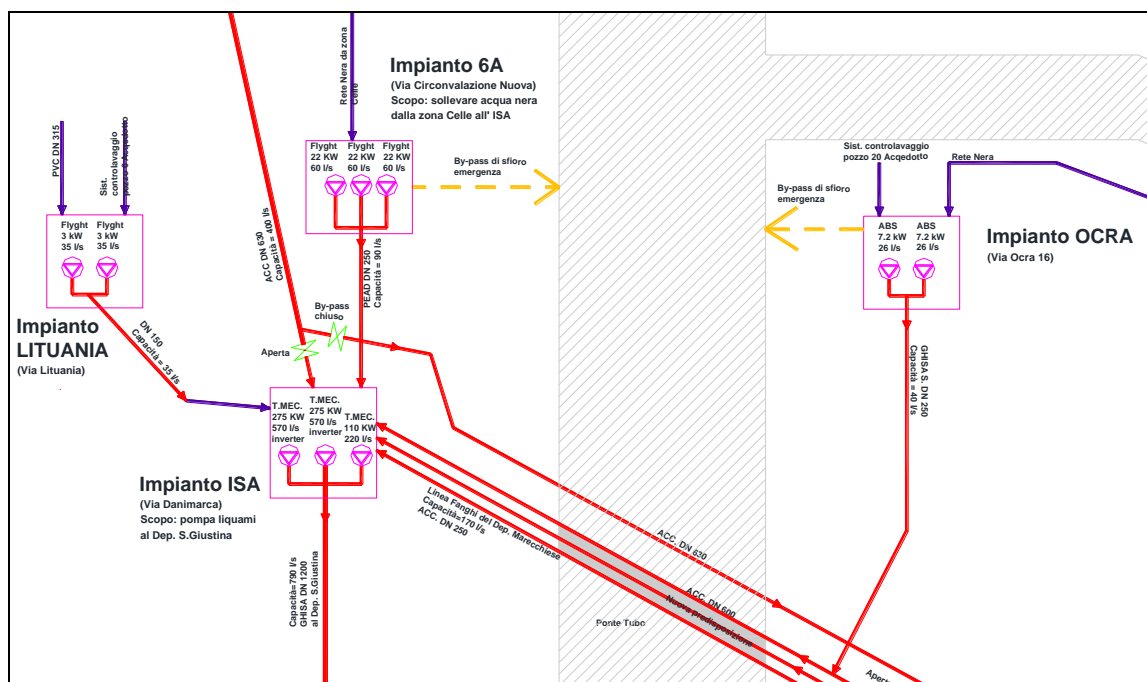 Impianto 6A
(Via Circonvalazione Nuova)
Scopo: sollevare acqua nera
dalla zona Celle all' ISA
Rete Nera da zona
Celle
Flyght
22 KW
60 l/s
Flyght
22 KW
60 l/s
Flyght
22 KW
60 l/s
By-pass di sfioro
emergenza
Sist. controlavaggio
pozzo 20 Acqedotto
Rete Nera
By-pass di sfioro
emergenza
ABS
7.2 kW
26 l/s
ABS
7.2 kW
26 l/s
Impianto OCRA
(Via Ocra 16)
PVC DN 315
Sist.
controlavaggio
pozzo 6 Acqedotto
Flyght
3 kW
35 l/s
Flyght
3 kW
35 l/s
ACC DN 630
Capacità = 400 l/s
PEAD DN 250
Capacità = 90 l/s
By-pass
chiuso
Aperta
Impianto
LITUANIA
(Via Lituania)
DN 150
Capacità = 35 l/s
GHISA S. DN 250
Capacità = 40 l/s
T.MEC.
275 KW
570 l/s
inverter
T.MEC.
275 KW
570 l/s
inverter
T.MEC.
110 KW
220 l/s
Impianto ISA
(Via Danimarca)
Scopo: pompa liquami
al Dep. S.Giustina
Linea Fanghi del Dep. Marecchiese
Capacità=170 l/s
ACC. DN 250
ACC. DN 630
ACC. DN 600
Nuova predisposizione
Capacità=790 l/s
GHISA DN 1200
al Dep. S.Giustina
Ponte Tubo